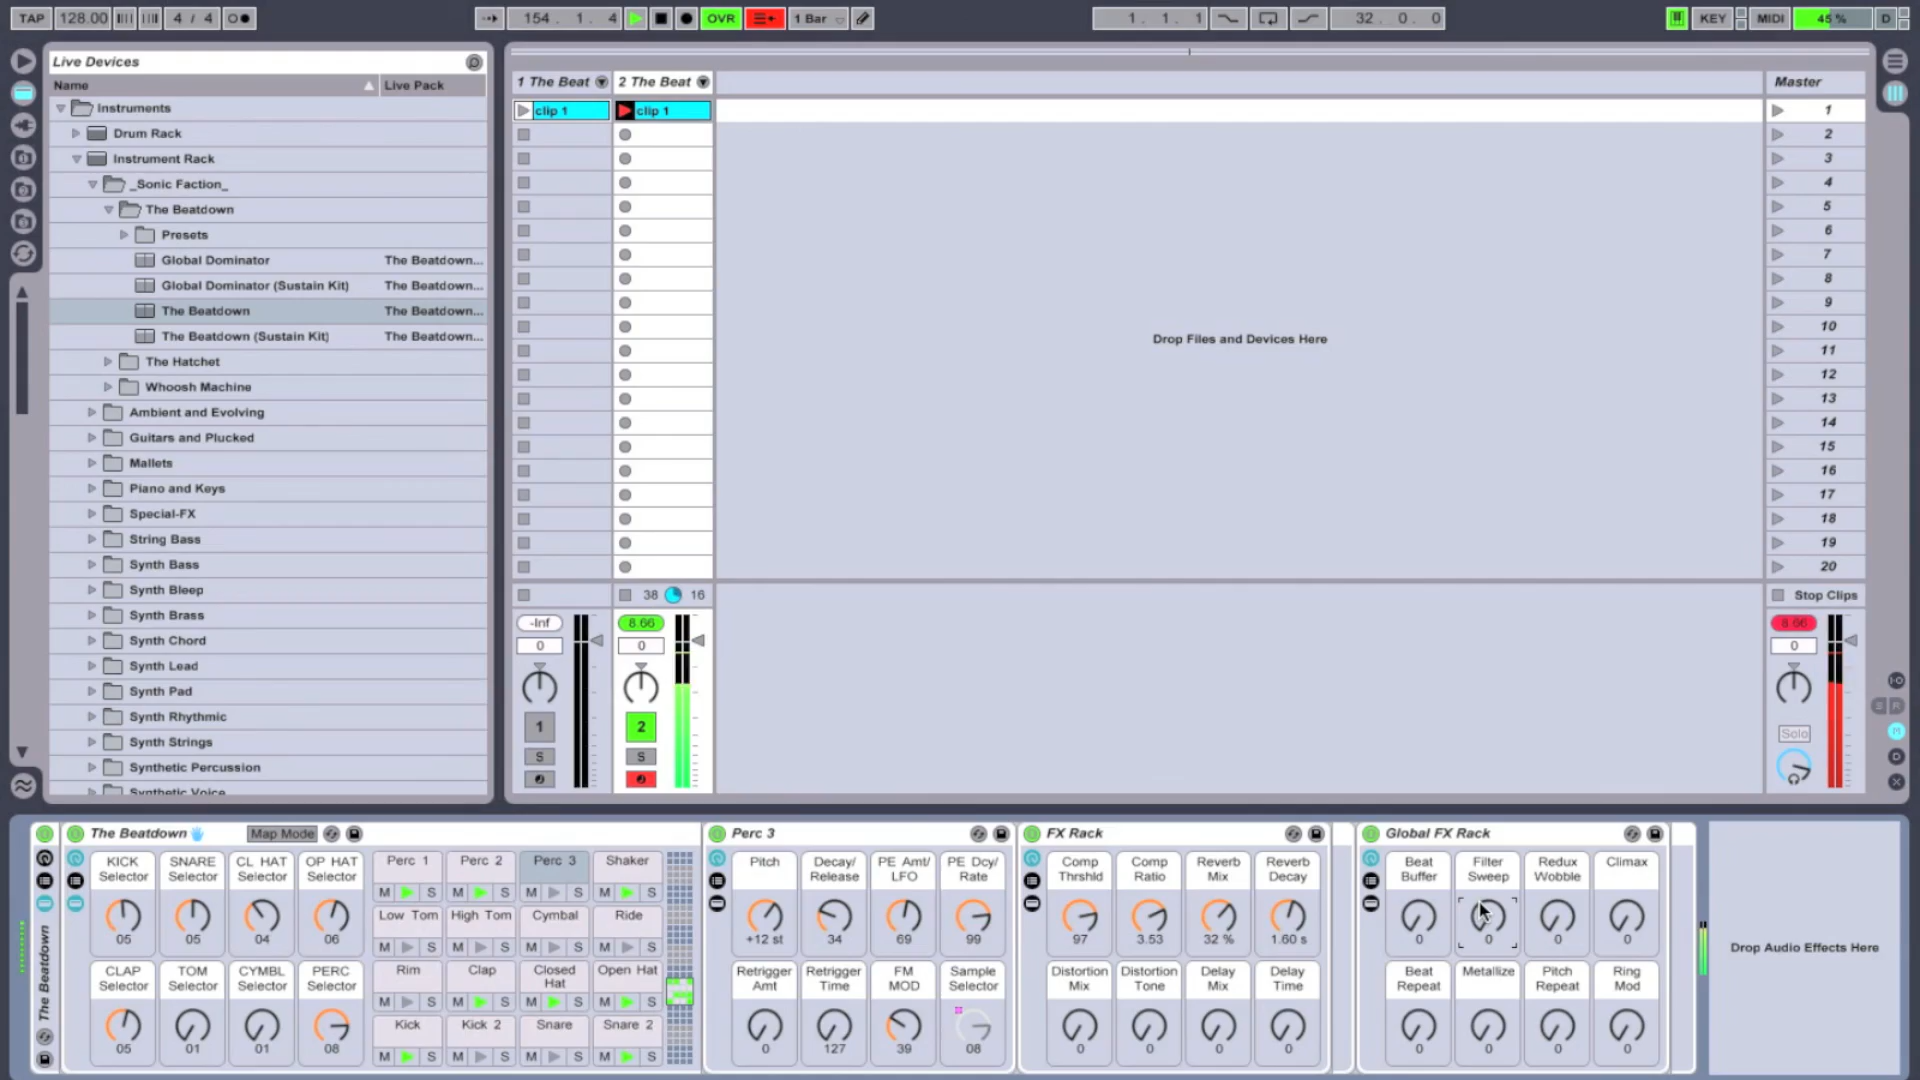 TAP 128.00 4 / 4 154 . 1 . 4 OVR 1 Bar 1 . 1 . 1 32 . 0 . 0 KEY MIDI 45 % D
Live Devices
Name Live Pack
Instruments
Drum Rack
Instrument Rack
_Sonic Faction_
The Beatdown
Presets
Global Dominator The Beatdown...
Global Dominator (Sustain Kit) The Beatdown...
The Beatdown The Beatdown...
The Beatdown (Sustain Kit) The Beatdown...
The Hatchet
Whoosh Machine
Ambient and Evolving
Guitars and Plucked
Mallets
Piano and Keys
Special-FX
String Bass
Synth Bass
Synth Bleep
Synth Brass
Synth Chord
Synth Lead
Synth Pad
Synth Rhythmic
Synth Strings
Synthetic Percussion
Synthetic Voice
1 The Beat 2 The Beat
clip 1 clip 1
Drop Files and Devices Here
38 16
-Inf 8.66
0 0
1 2
S S
Master
1
2
3
4
5
6
7
8
9
10
11
12
13
14
15
16
17
18
19
20
Stop Clips
8.66
0
Solo
The Beatdown
The Beatdown Map Mode
KICK Selector SNARE Selector CL HAT Selector OP HAT Selector
05 05 04 06
CLAP Selector TOM Selector CYMBL Selector PERC Selector
05 01 01 08
Perc 1 Perc 2 Perc 3 Shaker
M S M S M S M S
Low Tom High Tom Cymbal Ride
M S M S M S M S
Rim Clap Closed Hat Open Hat
M S M S M S M S
Kick Kick 2 Snare Snare 2
M S M S M S M S
Perc 3
Pitch Decay/ Release PE Amt/ LFO PE Dcy/ Rate
+12 st 34 69 99
Retrigger Amt Retrigger Time FM MOD Sample Selector
0 127 39 08
FX Rack
Comp Thrshld Comp Ratio Reverb Mix Reverb Decay
97 3.53 32 % 1.60 s
Distortion Mix Distortion Tone Delay Mix Delay Time
0 0 0 0
Global FX Rack
Beat Buffer Filter Sweep Redux Wobble Climax
0 0 0 0
Beat Repeat Metallize Pitch Repeat Ring Mod
0 0 0 0
Drop Audio Effects Here